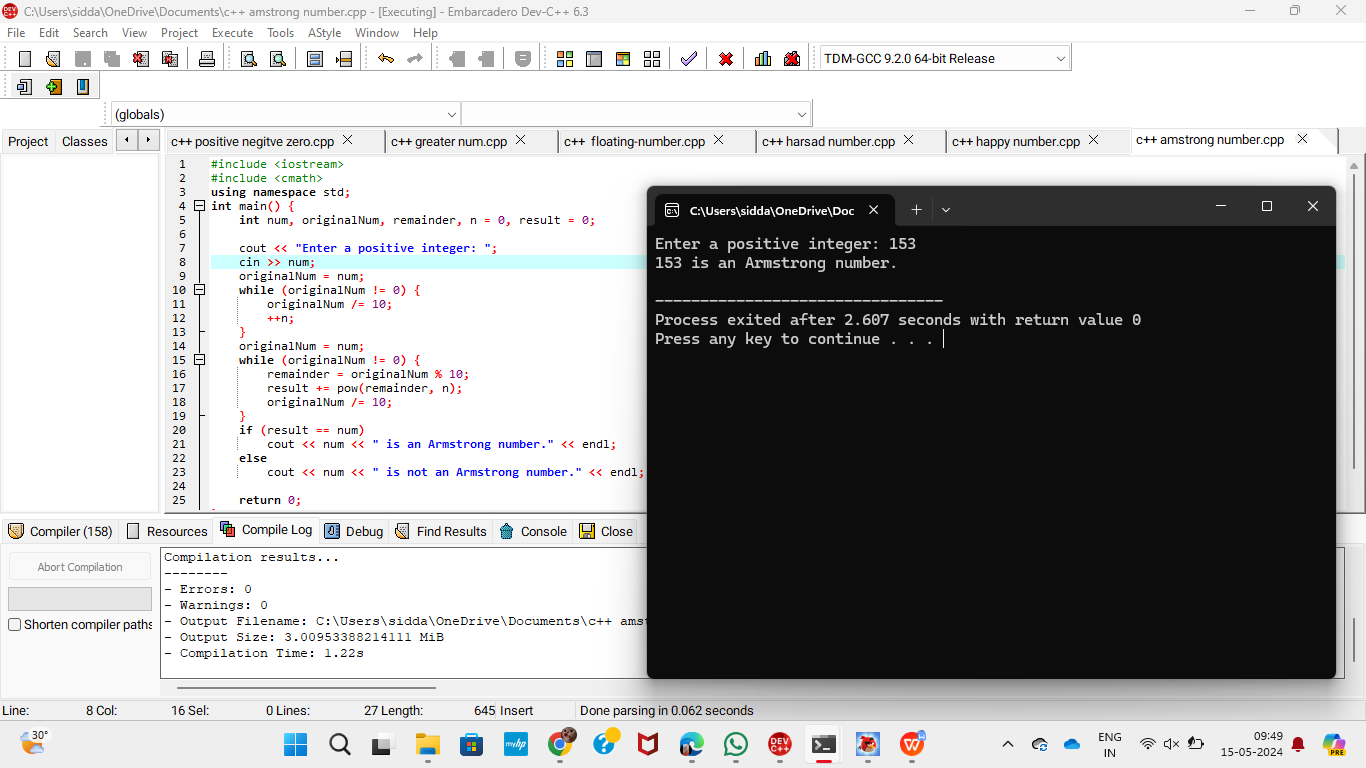 C:\Users\sidda\OneDrive\Documents\c++ amstrong number.cpp - [Executing] - Embarcadero Dev-C++ 6.3
File Edit Search View Project Execute Tools AStyle Window Help
TDM-GCC 9.2.0 64-bit Release
(globals)
Project Classes
c++ positive negitve zero.cpp c++ greater num.cpp c++ floating-number.cpp c++ harsad number.cpp c++ happy number.cpp c++ amstrong number.cpp
1 #include <iostream>
2 #include <cmath>
3 using namespace std;
4 int main() {
5 int num, originalNum, remainder, n = 0, result = 0;
6
7 cout << "Enter a positive integer: ";
8 cin >> num;
9 originalNum = num;
10 while (originalNum != 0) {
11 originalNum /= 10;
12 ++n;
13 }
14 originalNum = num;
15 while (originalNum != 0) {
16 remainder = originalNum % 10;
17 result += pow(remainder, n);
18 originalNum /= 10;
19 }
20 if (result == num)
21 cout << num << " is an Armstrong number." << endl;
22 else
23 cout << num << " is not an Armstrong number." << endl;
24
25 return 0;
C:\Users\sidda\OneDrive\Doc
Enter a positive integer: 153
153 is an Armstrong number.
--------------------------------
Process exited after 2.607 seconds with return value 0
Press any key to continue . . .
Compiler (158) Resources Compile Log Debug Find Results Console Close
Abort Compilation
Shorten compiler paths
Compilation results...
--------
- Errors: 0
- Warnings: 0
- Output Filename: C:\Users\sidda\OneDrive\Documents\c++ ams
- Output Size: 3.00953388214111 MiB
- Compilation Time: 1.22s
Line: 8 Col: 16 Sel: 0 Lines: 27 Length: 645 Insert Done parsing in 0.062 seconds
30°
myhp
DEV C++
ENG
IN
09:49
15-05-2024
PRE